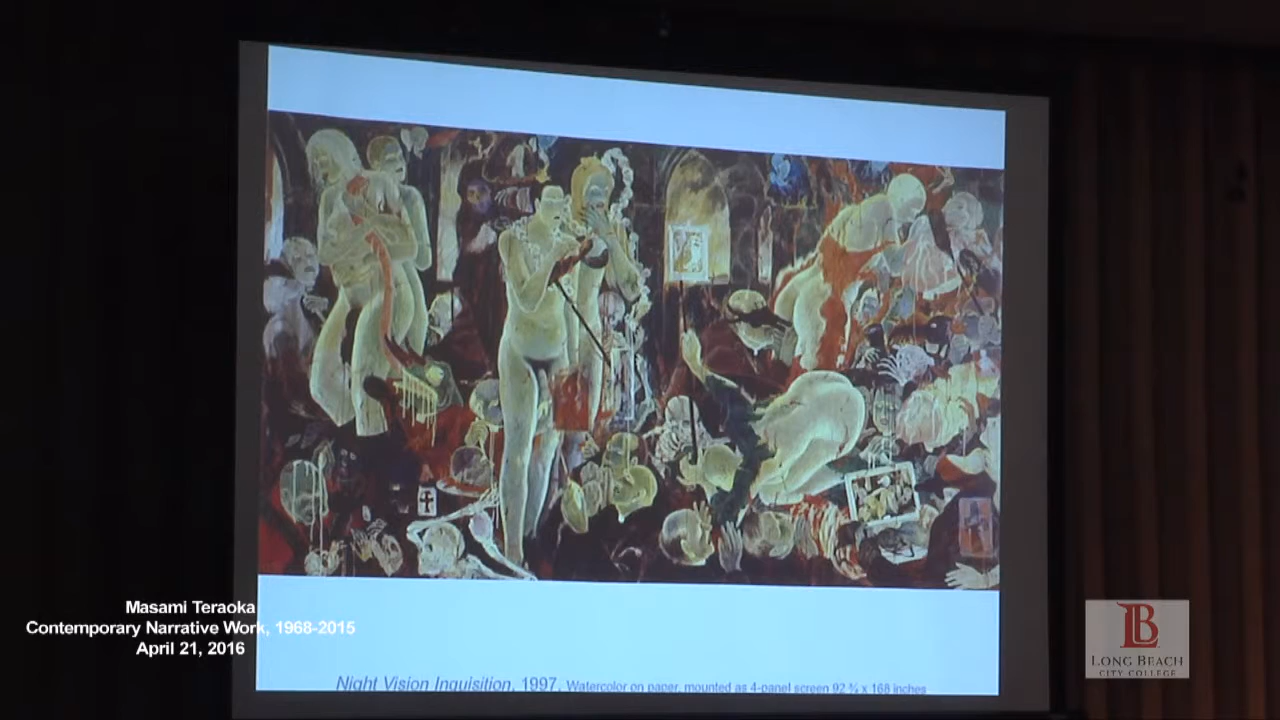 Masami Teraoka
Contemporary Narrative Work, 1968-2015
April 21, 2016
Night Vision Inquisition, 1997. Watercolor on paper, mounted as 4-panel screen 92 ¾ x 168 inches
LB
LONG BEACH
CITY COLLEGE